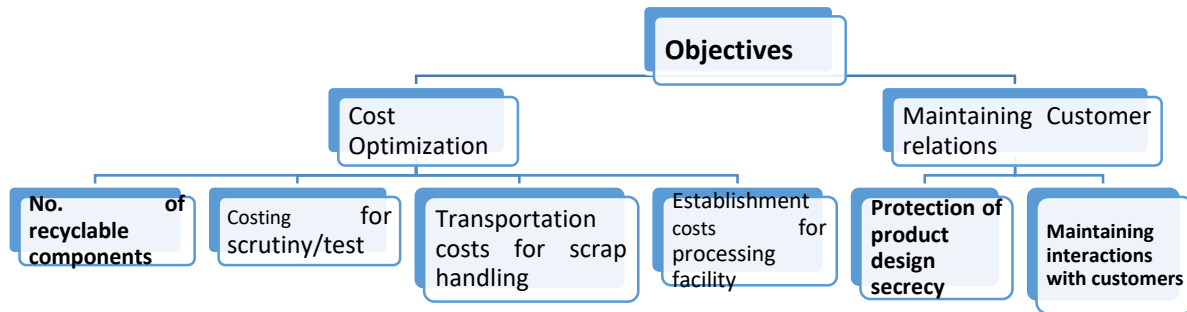 Objectives
Cost
Optimization
Maintaining Customer
relations
No. of
recyclable
components
Costing for
scrutiny/test
Transportation
costs for scrap
handling
Establishment
costs for
processing
facility
Protection of
product
design
secrecy
Maintaining
interactions
with customers